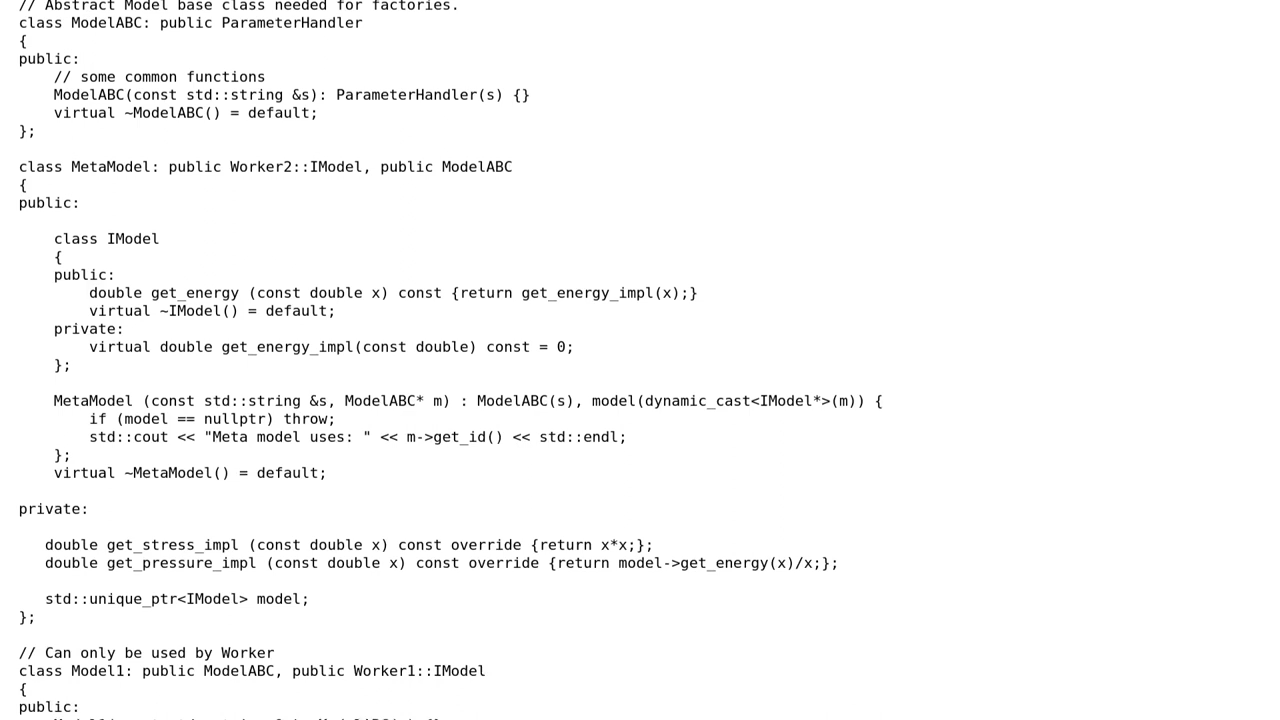 // Abstract Model base class needed for factories.
class ModelABC: public ParameterHandler
{
public:
    // some common functions
    ModelABC(const std::string &s): ParameterHandler(s) {}
    virtual ~ModelABC() = default;
};

class MetaModel: public Worker2::IModel, public ModelABC
{
public:

    class IModel
    {
    public:
        double get_energy (const double x) const {return get_energy_impl(x);}
        virtual ~IModel() = default;
    private:
        virtual double get_energy_impl(const double) const = 0;
    };

    MetaModel (const std::string &s, ModelABC* m) : ModelABC(s), model(dynamic_cast<IModel*>(m)) {
        if (model == nullptr) throw;
        std::cout << "Meta model uses: " << m->get_id() << std::endl;
    };
    virtual ~MetaModel() = default;

private:

   double get_stress_impl (const double x) const override {return x*x;};
   double get_pressure_impl (const double x) const override {return model->get_energy(x)/x;};

   std::unique_ptr<IModel> model;
};

// Can only be used by Worker
class Model1: public ModelABC, public Worker1::IModel
{
public: